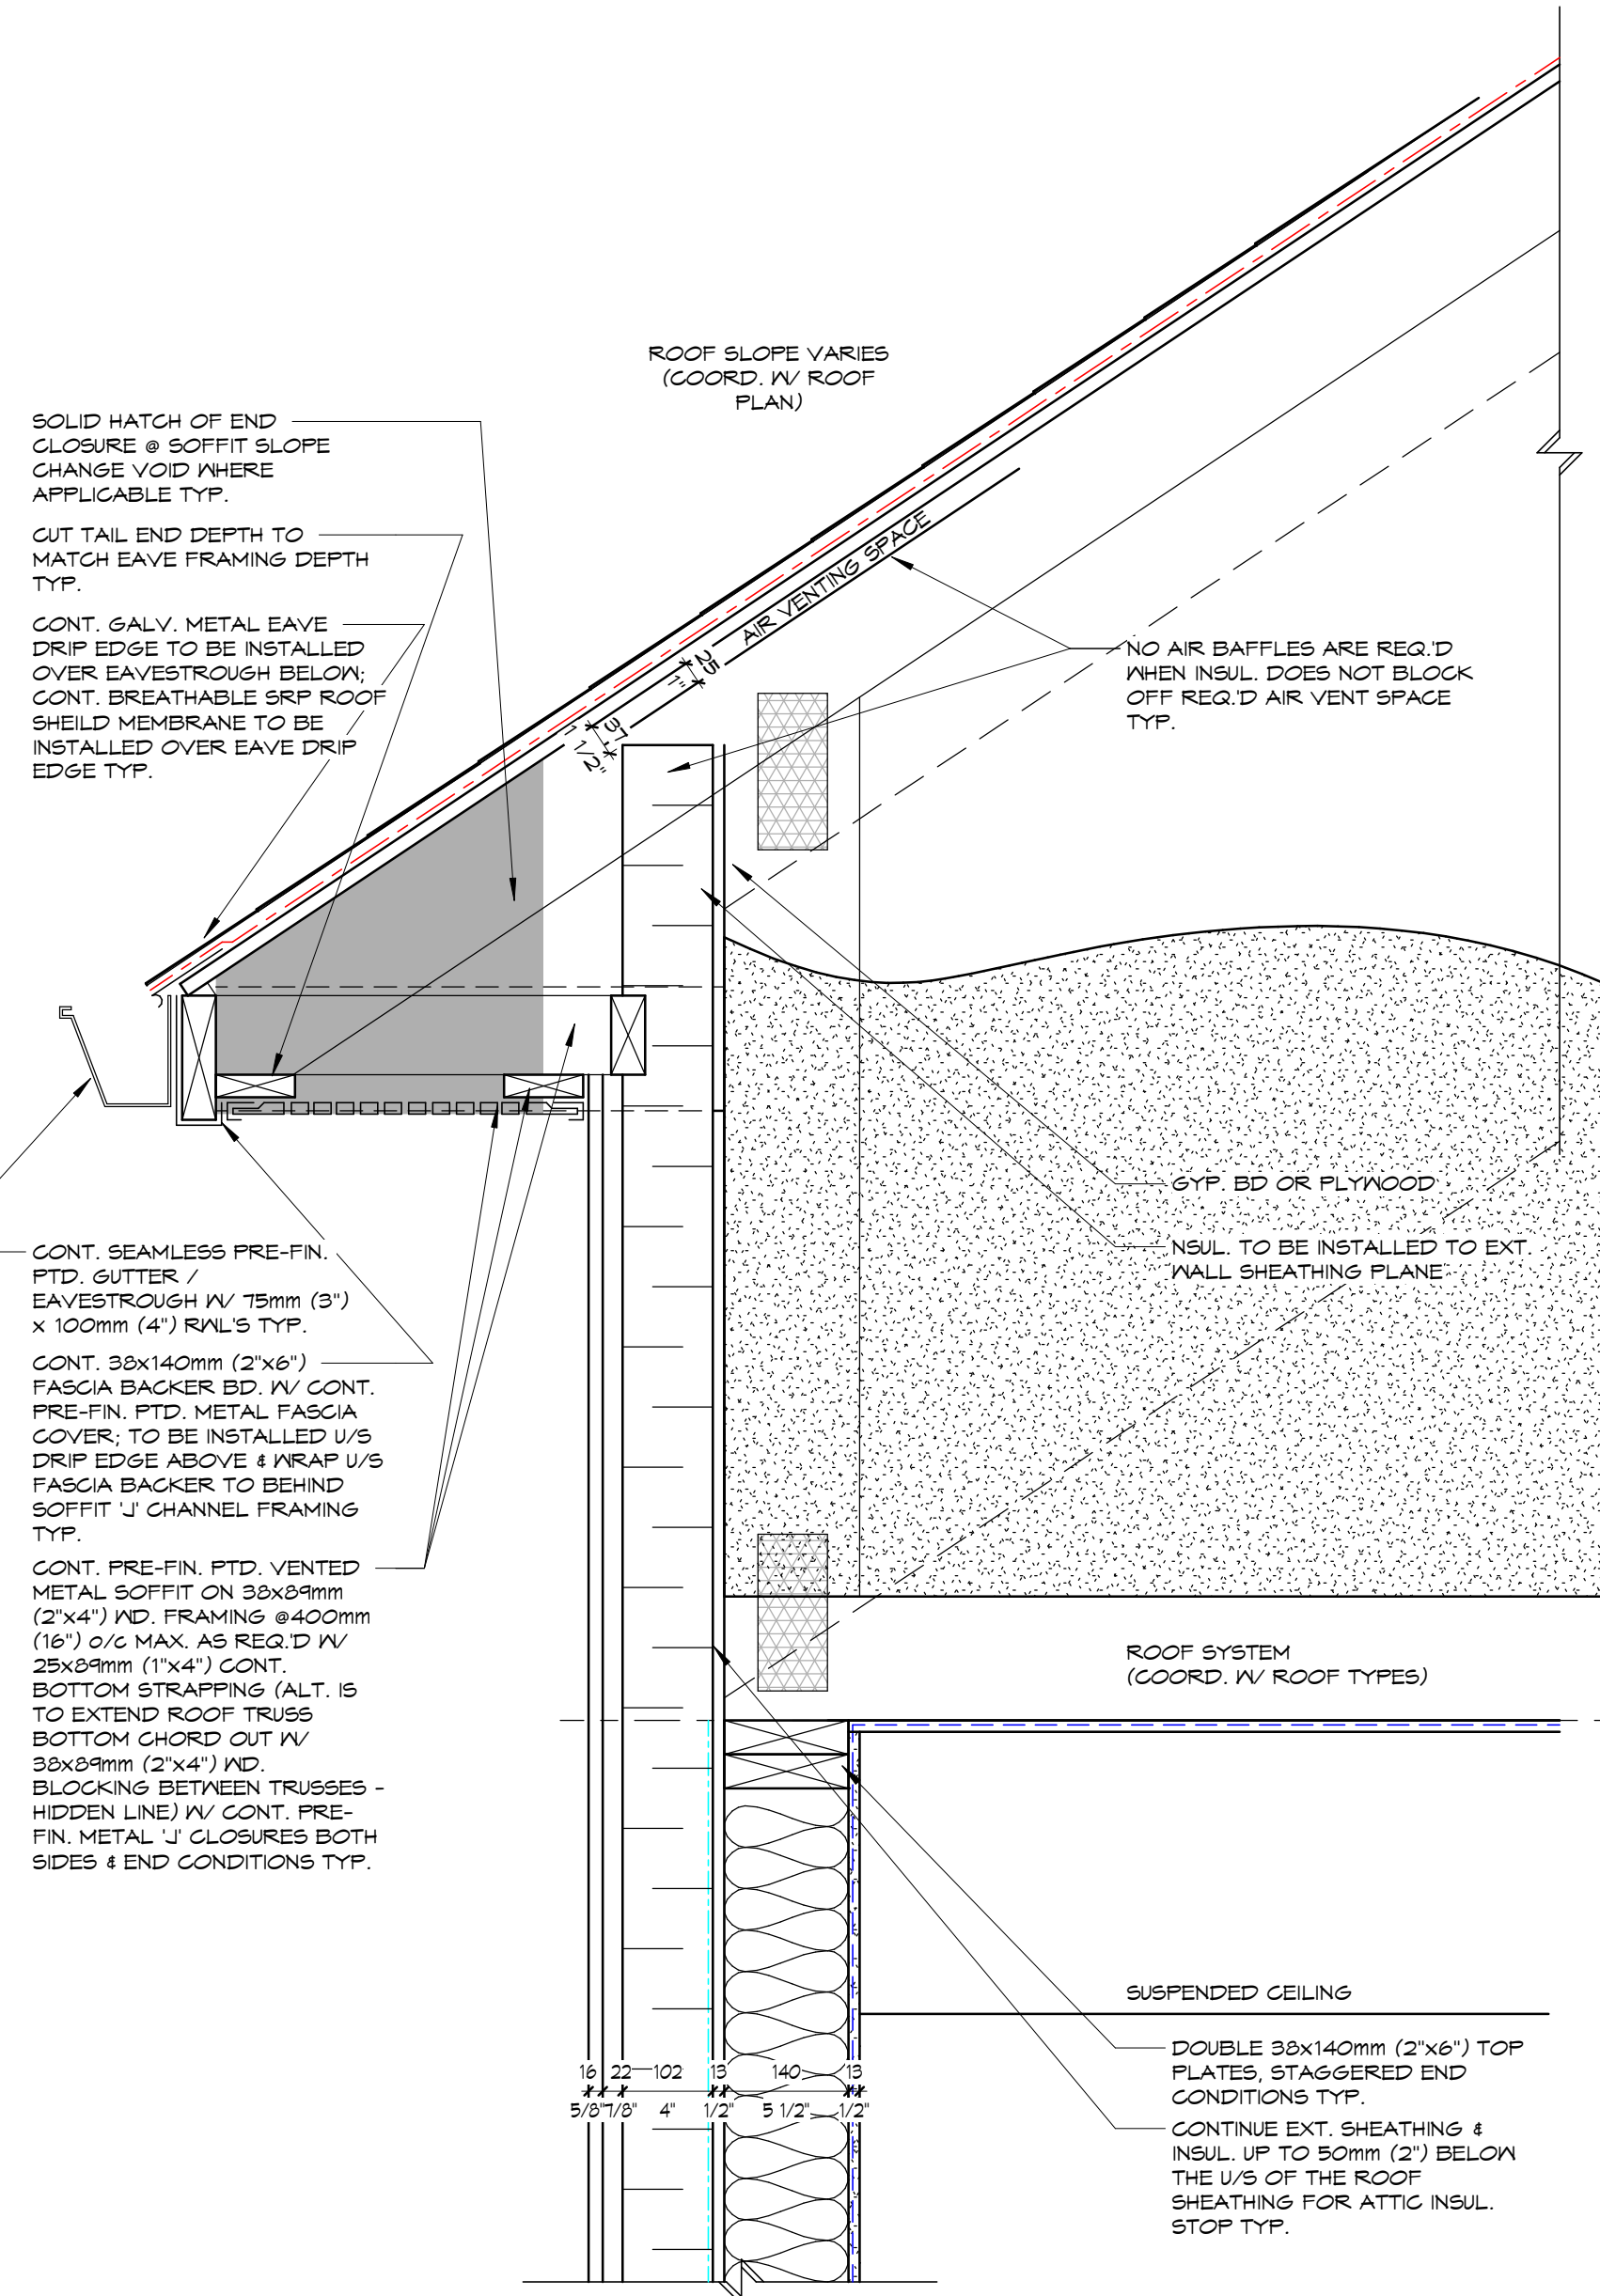 ROOF SLOPE VARIES
(COORD. W/ ROOF
PLAN)
SOLID HATCH OF END
CLOSURE @ SOFFIT SLOPE
CHANGE VOID WHERE
APPLICABLE TYP.
CUT TAIL END DEPTH TO
MATCH EAVE FRAMING DEPTH
TYP.
CONT. GALV. METAL EAVE
DRIP EDGE TO BE INSTALLED
OVER EAVESTROUGH BELOW;
CONT. BREATHABLE SRP ROOF
SHEILD MEMBRANE TO BE
INSTALLED OVER EAVE DRIP
EDGE TYP.
AIR VENTING SPACE
25
1"
37
1 1/2"
NO AIR BAFFLES ARE REQ.'D
WHEN INSUL. DOES NOT BLOCK
OFF REQ.'D AIR VENT SPACE
TYP.
GYP. BD OR PLYWOOD
NSUL. TO BE INSTALLED TO EXT.
WALL SHEATHING PLANE
CONT. SEAMLESS PRE-FIN.
PTD. GUTTER /
EAVESTROUGH W/ 75mm (3")
x 100mm (4") RWL'S TYP.
CONT. 38x140mm (2"x6")
FASCIA BACKER BD. W/ CONT.
PRE-FIN. PTD. METAL FASCIA
COVER; TO BE INSTALLED U/S
DRIP EDGE ABOVE & WRAP U/S
FASCIA BACKER TO BEHIND
SOFFIT 'J' CHANNEL FRAMING
TYP.
CONT. PRE-FIN. PTD. VENTED
METAL SOFFIT ON 38x89mm
(2"x4") WD. FRAMING @400mm
(16") o/c MAX. AS REQ.'D W/
25x89mm (1"x4") CONT.
BOTTOM STRAPPING (ALT. IS
TO EXTEND ROOF TRUSS
BOTTOM CHORD OUT W/
38x89mm (2"x4") WD.
BLOCKING BETWEEN TRUSSES -
HIDDEN LINE) W/ CONT. PRE-
FIN. METAL 'J' CLOSURES BOTH
SIDES & END CONDITIONS TYP.
ROOF SYSTEM
(COORD. W/ ROOF TYPES)
SUSPENDED CEILING
DOUBLE 38x140mm (2"x6") TOP
PLATES, STAGGERED END
CONDITIONS TYP.
CONTINUE EXT. SHEATHING &
INSUL. UP TO 50mm (2") BELOW
THE U/S OF THE ROOF
SHEATHING FOR ATTIC INSUL.
STOP TYP.
16 22 102 13 140 13
5/8" 7/8" 4" 1/2" 5 1/2" 1/2"